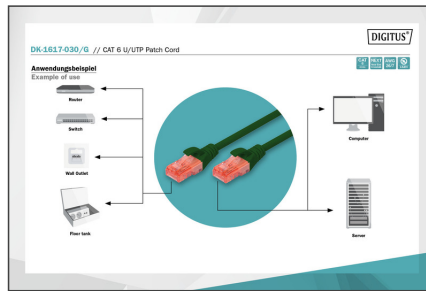 DIGITUS®
DK-1617-030/G // CAT 6 U/UTP Patch Cord
Anwendungsbeispiel
Example of use
Router
Switch
Wall Outlet
Floor tank
Computer
Server